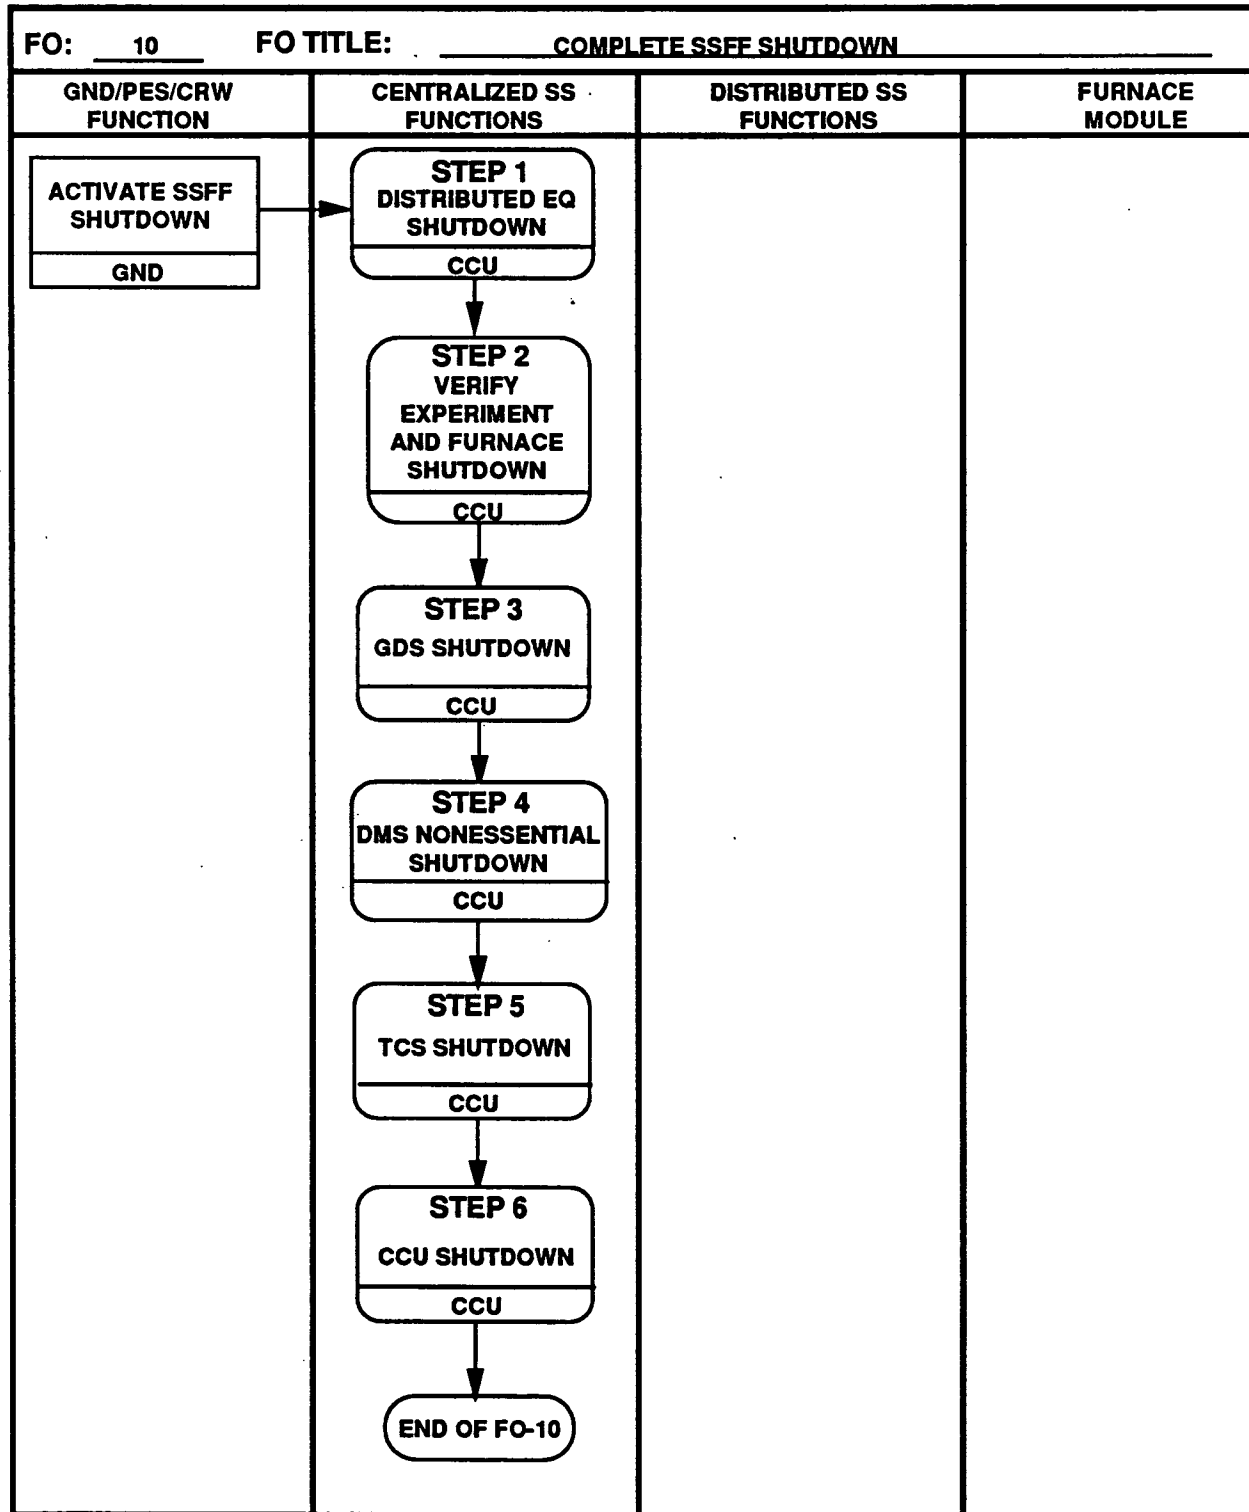 FO: 10 FO TITLE: COMPLETE SSFF SHUTDOWN
GND/PES/CRW
FUNCTION
CENTRALIZED SS
FUNCTIONS
DISTRIBUTED SS
FUNCTIONS
FURNACE
MODULE
ACTIVATE SSFF
SHUTDOWN
GND
STEP 1
DISTRIBUTED EQ
SHUTDOWN
CCU
STEP 2
VERIFY
EXPERIMENT
AND FURNACE
SHUTDOWN
CCU
STEP 3
GDS SHUTDOWN
CCU
STEP 4
DMS NONESSENTIAL
SHUTDOWN
CCU
STEP 5
TCS SHUTDOWN
CCU
STEP 6
CCU SHUTDOWN
CCU
END OF FO-10